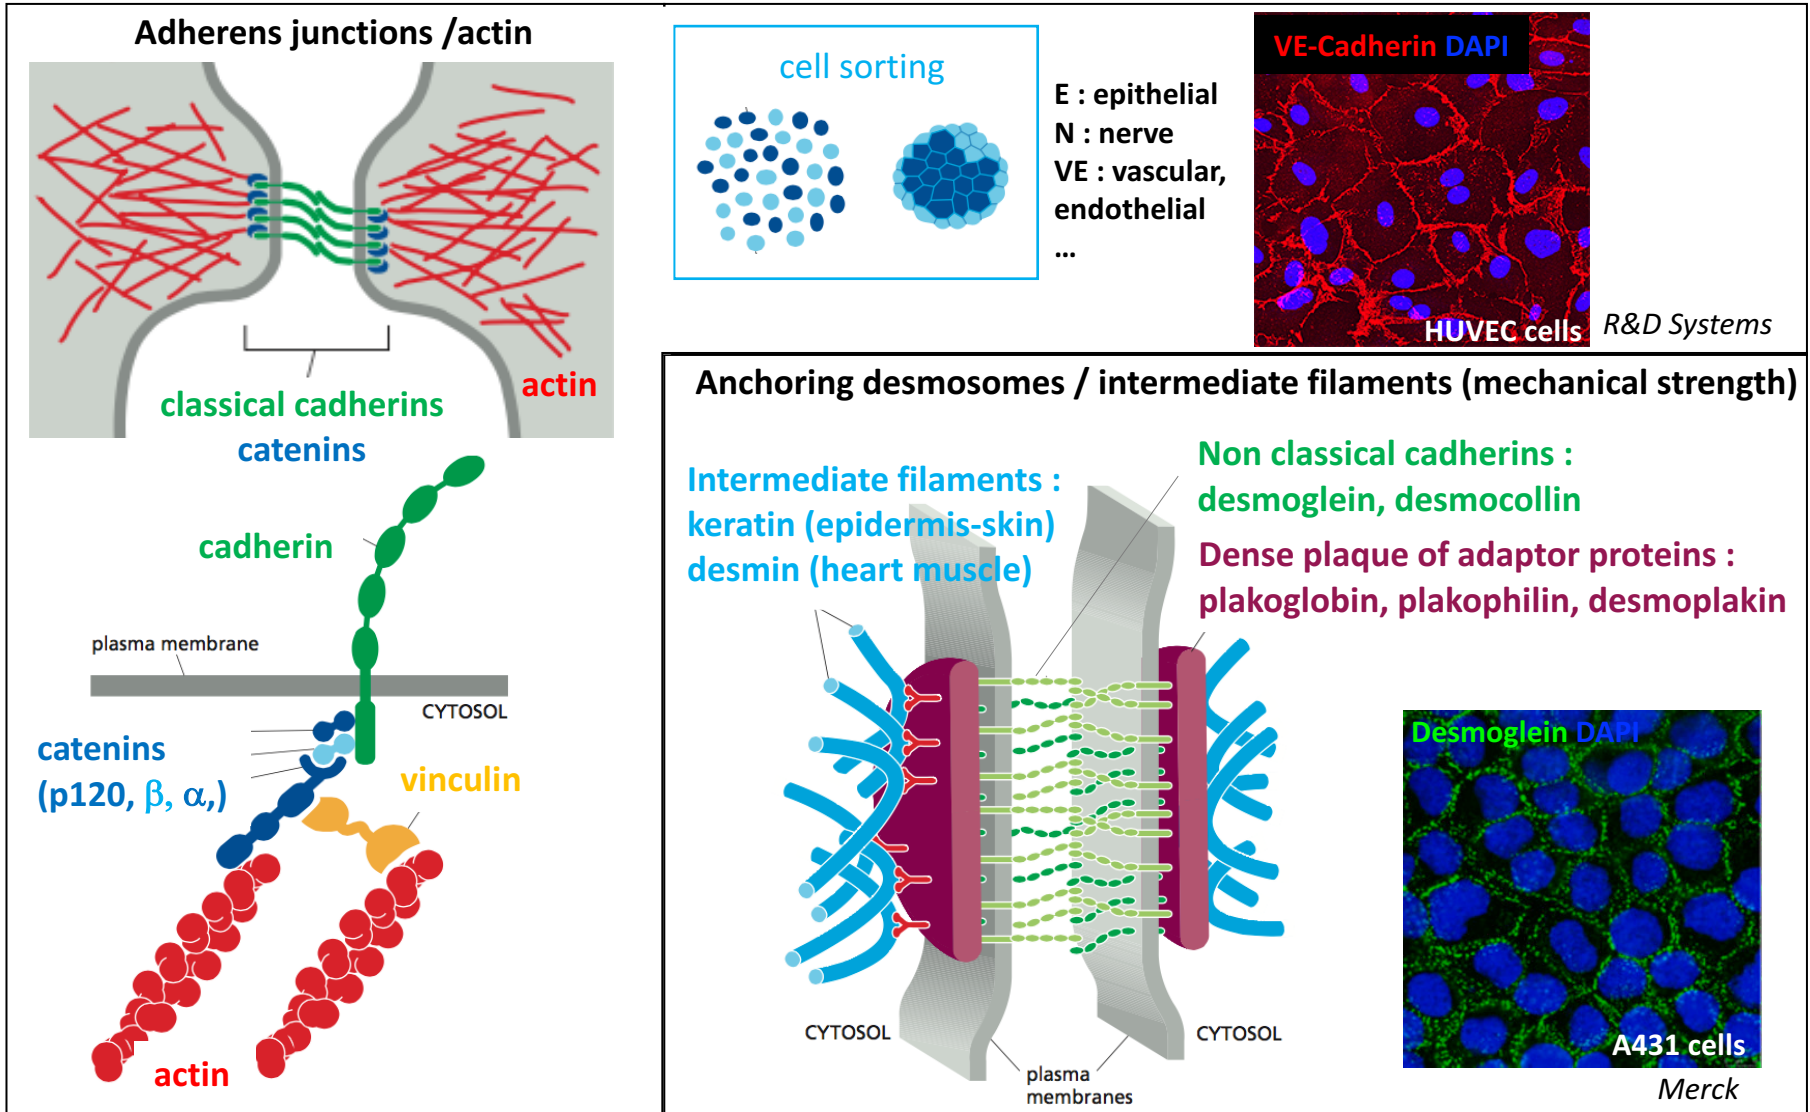 Adherens junctions /actin
classical cadherins
catenins
actin
cadherin
plasma membrane
CYTOSOL
catenins
(p120, β, α,)
vinculin
actin
cell sorting
E : epithelial
N : nerve
VE : vascular,
endothelial
...
VE-Cadherin DAPI
HUVEC cells
R&D Systems
Anchoring desmosomes / intermediate filaments (mechanical strength)
Intermediate filaments :
keratin (epidermis-skin)
desmin (heart muscle)
Non classical cadherins :
desmoglein, desmocollin
Dense plaque of adaptor proteins :
plakoglobin, plakophilin, desmoplakin
CYTOSOL
CYTOSOL
plasma
membranes
Desmoglein DAPI
A431 cells
Merck